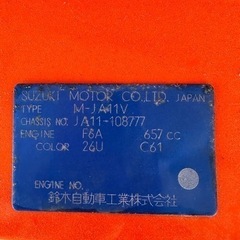 SUZUKI MOTOR CO.,LTD. JAPAN
TYPE M-JA11V
CHASSIS NO. JA11-108777
ENGINE F6A 657 cc
COLOR 26U C61
ENGINE NO.
鈴木自動車工業株式会社